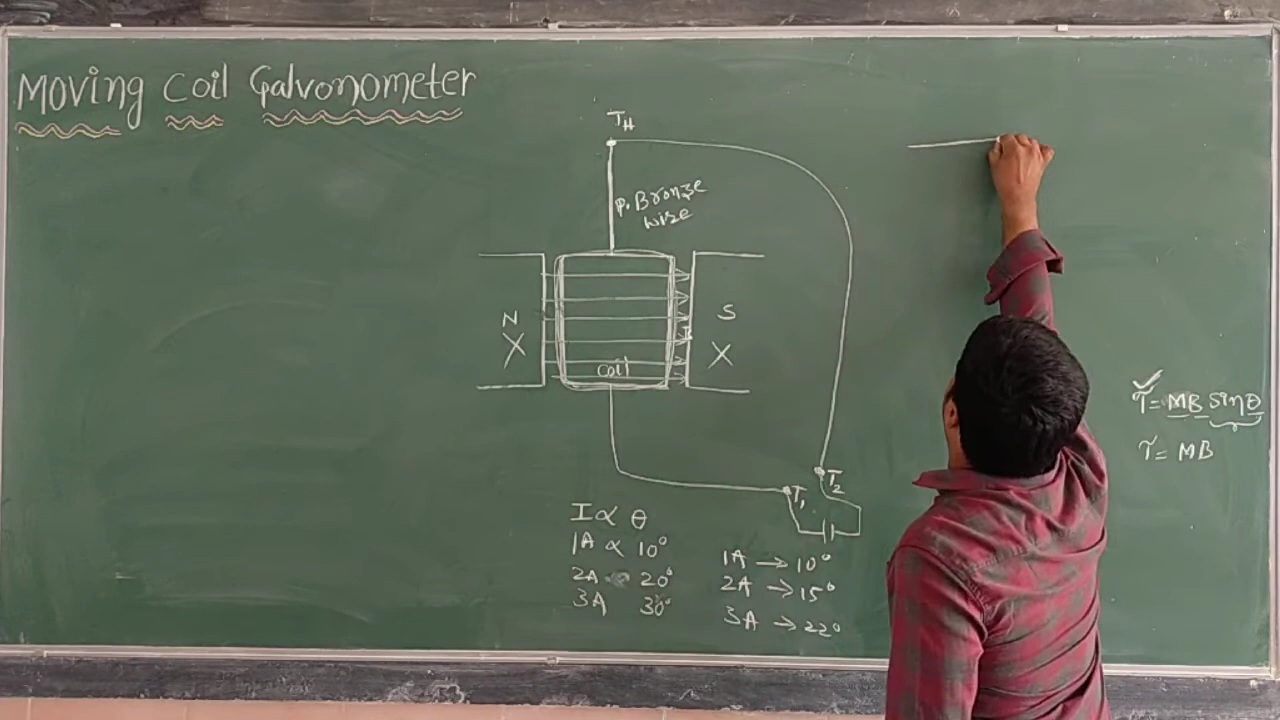 Moving Coil Galvonometer
TH
P. Bronze
wire
N
S
B
coil
T1
T2
τ = MB sinθ
τ = MB
I ∝ θ
1A ∝ 10°
2A 20°
3A 30°
1A → 10°
2A → 15°
3A → 22°